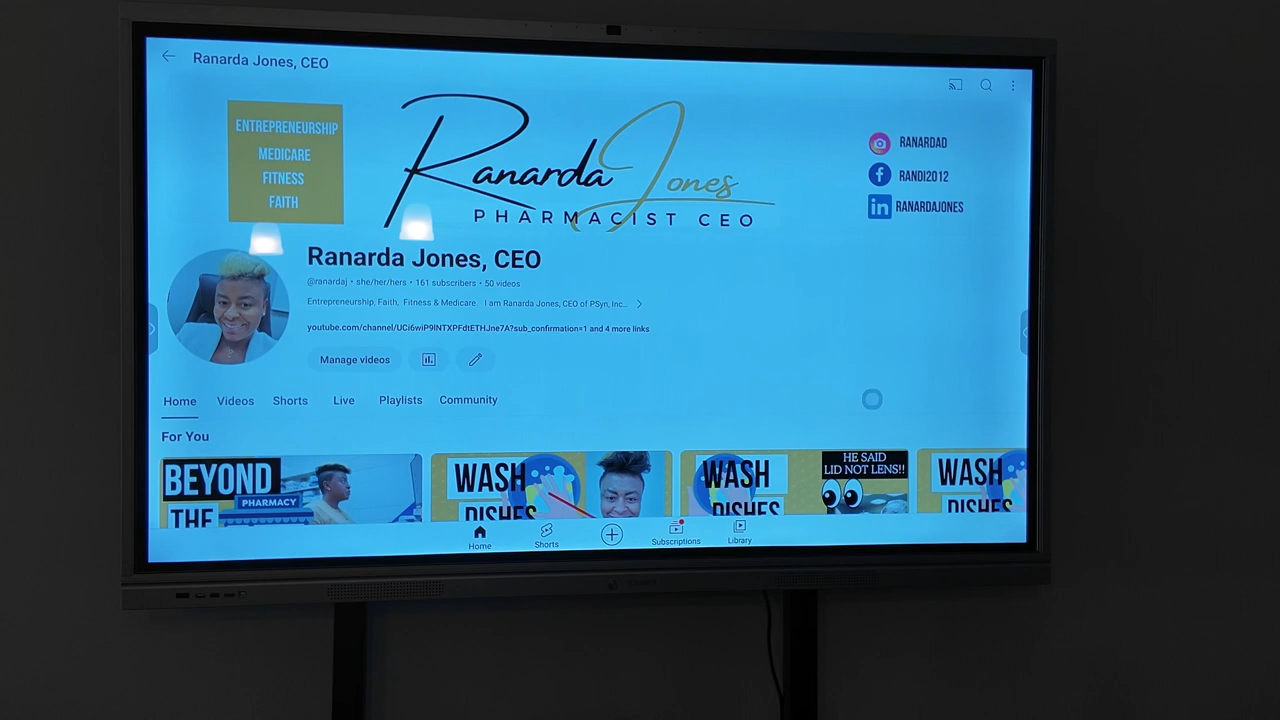 Ranarda Jones, CEO
ENTREPRENEURSHIP
MEDICARE
FITNESS
FAITH
Ranarda Jones
PHARMACIST CEO
RANARDAD
RANDI2012
RANARDAJONES
Ranarda Jones, CEO
@ranardaj • she/her/hers • 161 subscribers • 50 videos
Entrepreneurship, Faith, Fitness & Medicare I am Ranarda Jones, CEO of PSyn, Inc...
youtube.com/channel/UCi6wiP9INTXPFdtETHJne7A?sub_confirmation=1 and 4 more links
Manage videos
Home Videos Shorts Live Playlists Community
For You
BEYOND
PHARMACY
THE
WASH
DISHES
WASH
DISHES
HE SAID
LID NOT LENS!!
WASH
DISHES
Home Shorts Subscriptions Library